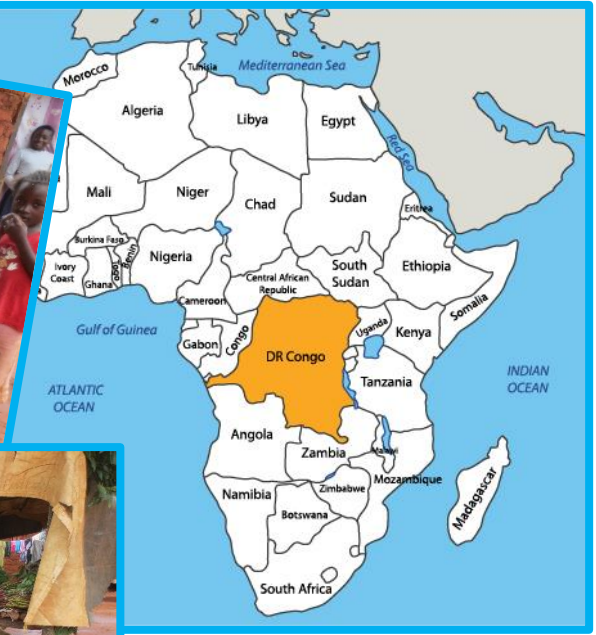 Mediterranean Sea
Morocco
Tunisia
Algeria
Libya
Egypt
Red Sea
Mali
Niger
Chad
Sudan
Eritrea
Burkina Faso
Benin
Togo
Ivory
Coast
Ghana
Nigeria
Central African
Republic
South
Sudan
Ethiopia
Somalia
Cameroon
Gulf of Guinea
Gabon
Congo
DR Congo
Uganda
Kenya
Tanzania
INDIAN
OCEAN
ATLANTIC
OCEAN
Angola
Zambia
Malawi
Mozambique
Madagascar
Namibia
Zimbabwe
Botswana
South Africa